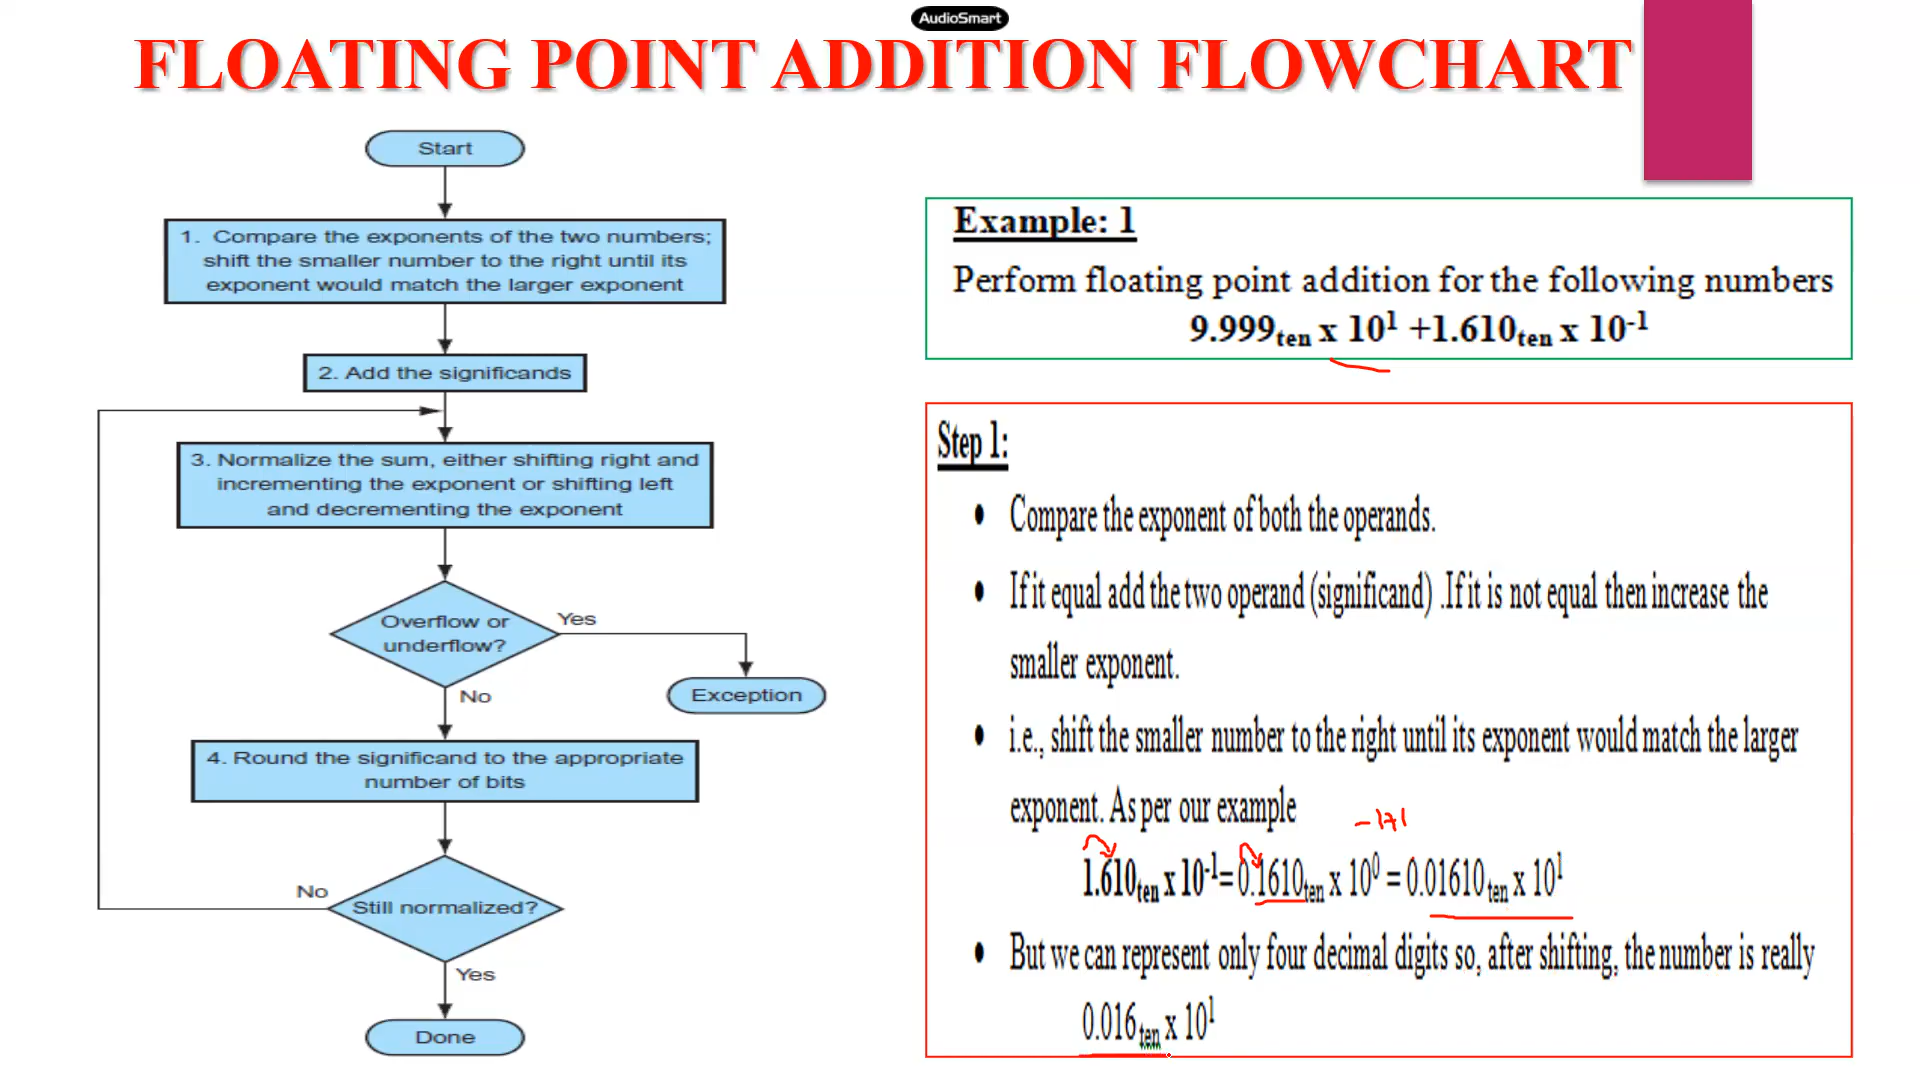 AudioSmart
FLOATING POINT ADDITION FLOWCHART
Start
1. Compare the exponents of the two numbers;
shift the smaller number to the right until its
exponent would match the larger exponent
2. Add the significands
3. Normalize the sum, either shifting right and
incrementing the exponent or shifting left
and decrementing the exponent
Overflow or
underflow?
Yes
Exception
No
4. Round the significand to the appropriate
number of bits
No
Still normalized?
Yes
Done
Example: 1
Perform floating point addition for the following numbers
9.999ten x 10¹ +1.610ten x 10⁻¹
Step 1:
• Compare the exponent of both the operands.
• If it equal add the two operand (significand) .If it is not equal then increase the
smaller exponent.
• i.e., shift the smaller number to the right until its exponent would match the larger
exponent. As per our example
1.610ten x 10⁻¹= 0.1610ten x 10⁰ = 0.01610ten x 10¹
• But we can represent only four decimal digits so, after shifting, the number is really
0.016ten x 10¹